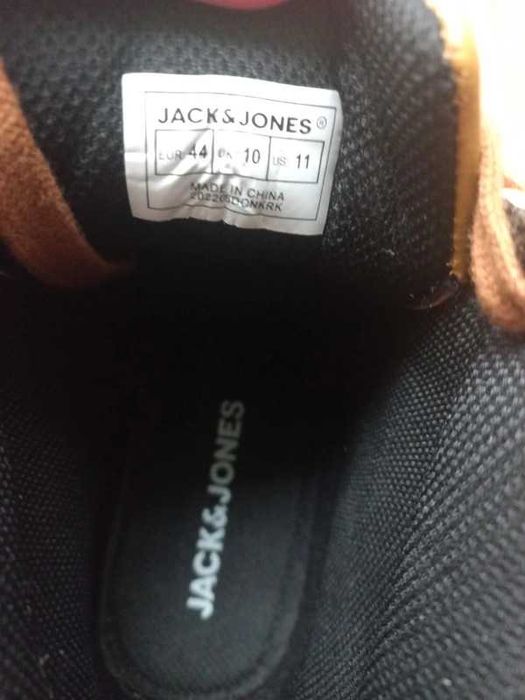 JACK&JONES®
EUR 44 UK 10 US 11
MADE IN CHINA
JACK&JONES